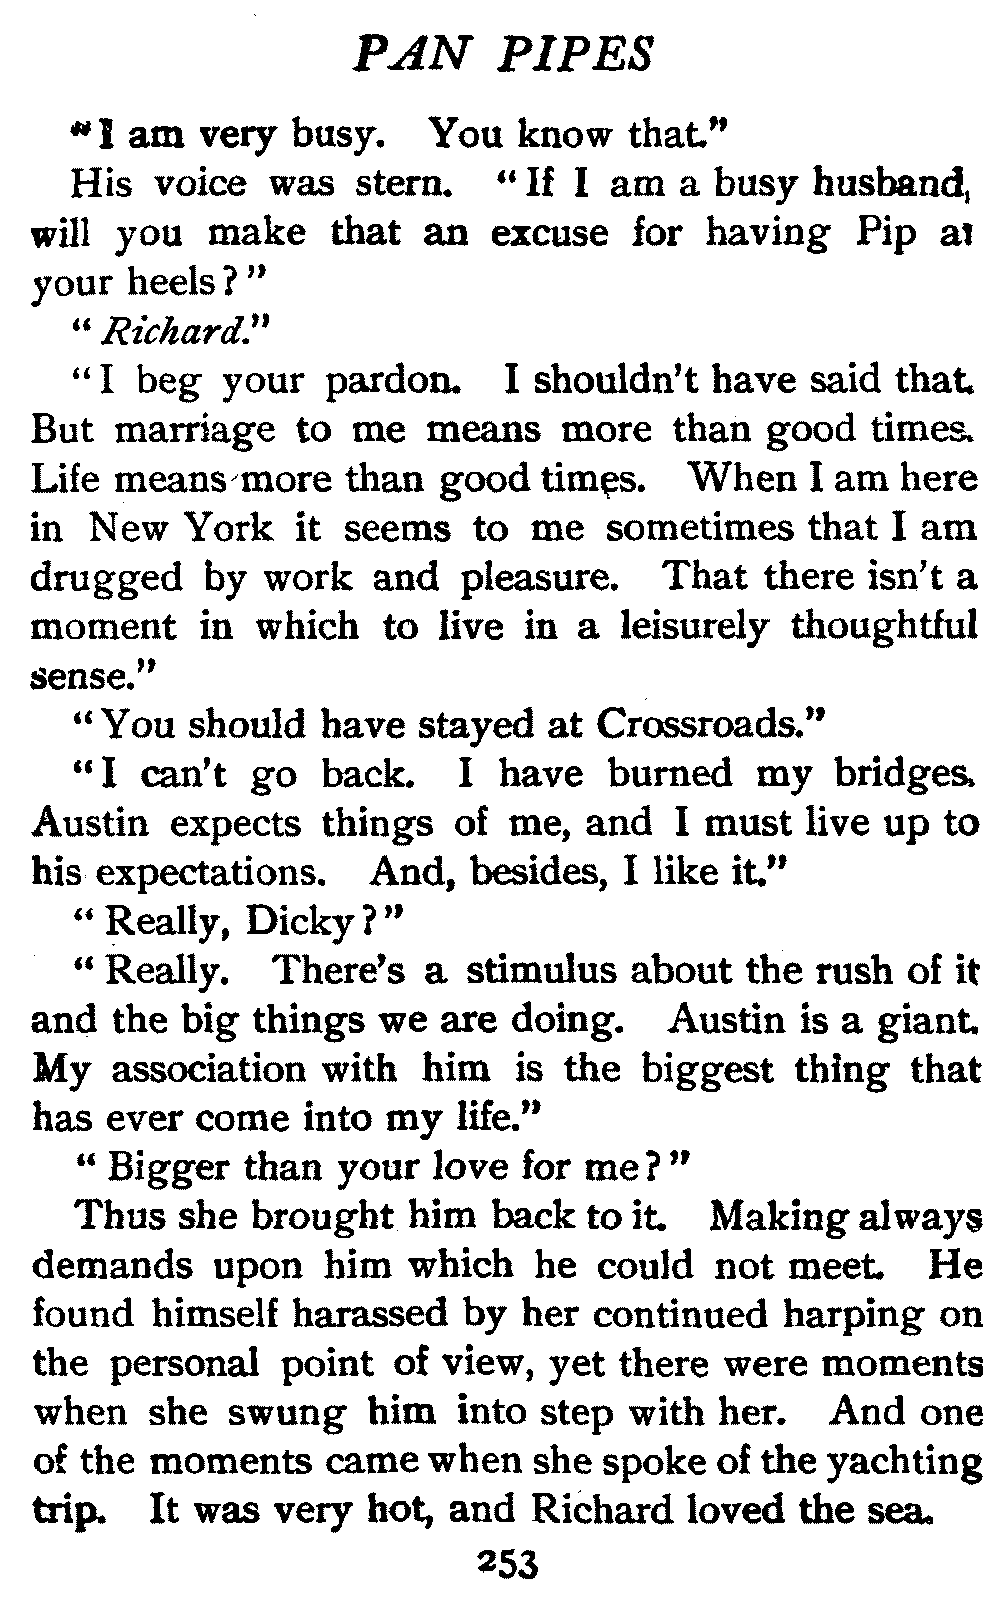 PAN PIPES
"I am very busy. You know that."
His voice was stern. "If I am a busy husband,
will you make that an excuse for having Pip at
your heels?"
"Richard."
"I beg your pardon. I shouldn't have said that.
But marriage to me means more than good times.
Life means more than good times. When I am here
in New York it seems to me sometimes that I am
drugged by work and pleasure. That there isn't a
moment in which to live in a leisurely thoughtful
sense."
"You should have stayed at Crossroads."
"I can't go back. I have burned my bridges.
Austin expects things of me, and I must live up to
his expectations. And, besides, I like it."
"Really, Dicky?"
"Really. There's a stimulus about the rush of it
and the big things we are doing. Austin is a giant.
My association with him is the biggest thing that
has ever come into my life."
"Bigger than your love for me?"
Thus she brought him back to it. Making always
demands upon him which he could not meet. He
found himself harassed by her continued harping on
the personal point of view, yet there were moments
when she swung him into step with her. And one
of the moments came when she spoke of the yachting
trip. It was very hot, and Richard loved the sea.
253